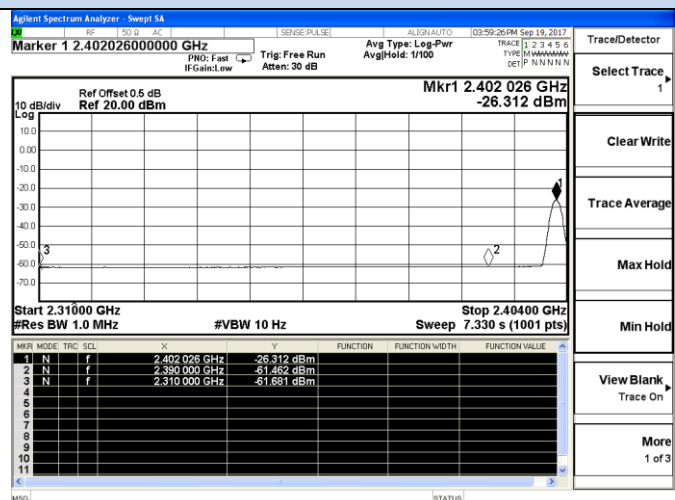 Agilent Spectrum Analyzer - Swept SA
LXI RF 50 Ω AC SENSE:PULSE ALIGNAUTO 03:59:26PM Sep 19, 2017
Marker 1 2.402026000000 GHz
PNO: Fast
IFGain:Low
Trig: Free Run
Atten: 30 dB
Avg Type: Log-Pwr
Avg|Hold: 1/100
TRACE 1 2 3 4 5 6
TYPE M W W W W W
DET P N N N N N
Ref Offset 0.5 dB
10 dB/div Ref 20.00 dBm
Log
Mkr1 2.402 026 GHz
-26.312 dBm
10.0
0.00
-10.0
-20.0
-30.0
-40.0
-50.0
-60.0
-70.0
1
2
3
Start 2.31000 GHz Stop 2.40400 GHz
#Res BW 1.0 MHz #VBW 10 Hz Sweep 7.330 s (1001 pts)
MKR MODE TRC SCL X Y FUNCTION FUNCTION WIDTH FUNCTION VALUE
1 N f 2.402 026 GHz -26.312 dBm
2 N f 2.390 000 GHz -61.462 dBm
3 N f 2.310 000 GHz -61.681 dBm
4
5
6
7
8
9
10
11
MSG STATUS
Trace/Detector
Select Trace
1
Clear Write
Trace Average
Max Hold
Min Hold
View Blank
Trace On
More
1 of 3